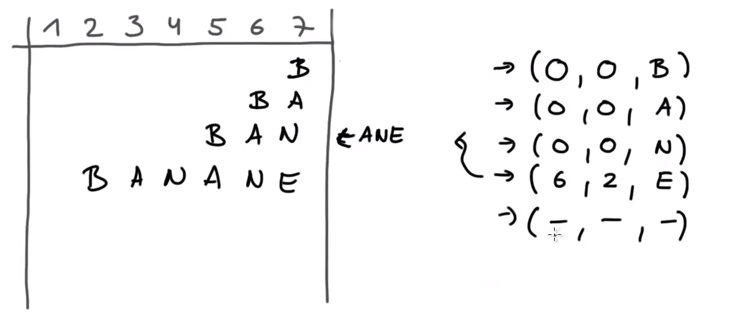 1 2 3 4 5 6 7
B → (0, 0, B)
B A → (0, 0, A)
B A N ← ANE → (0, 0, N)
B A N A N E → (6, 2, E)
→ (–, –, –)